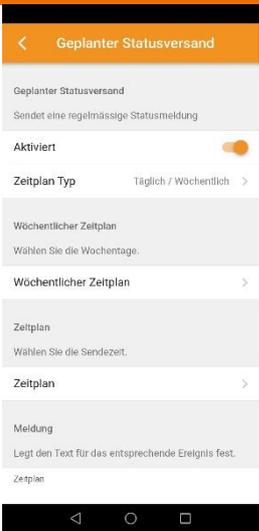 Geplanter Statusversand
Geplanter Statusversand
Sendet eine regelmässige Statusmeldung
Aktiviert
Zeitplan Typ Täglich / Wöchentlich
Wöchentlicher Zeitplan
Wählen Sie die Wochentage.
Wöchentlicher Zeitplan
Zeitplan
Wählen Sie die Sendezeit.
Zeitplan
Meldung
Legt den Text für das entsprechende Ereignis fest.
Zeitplan